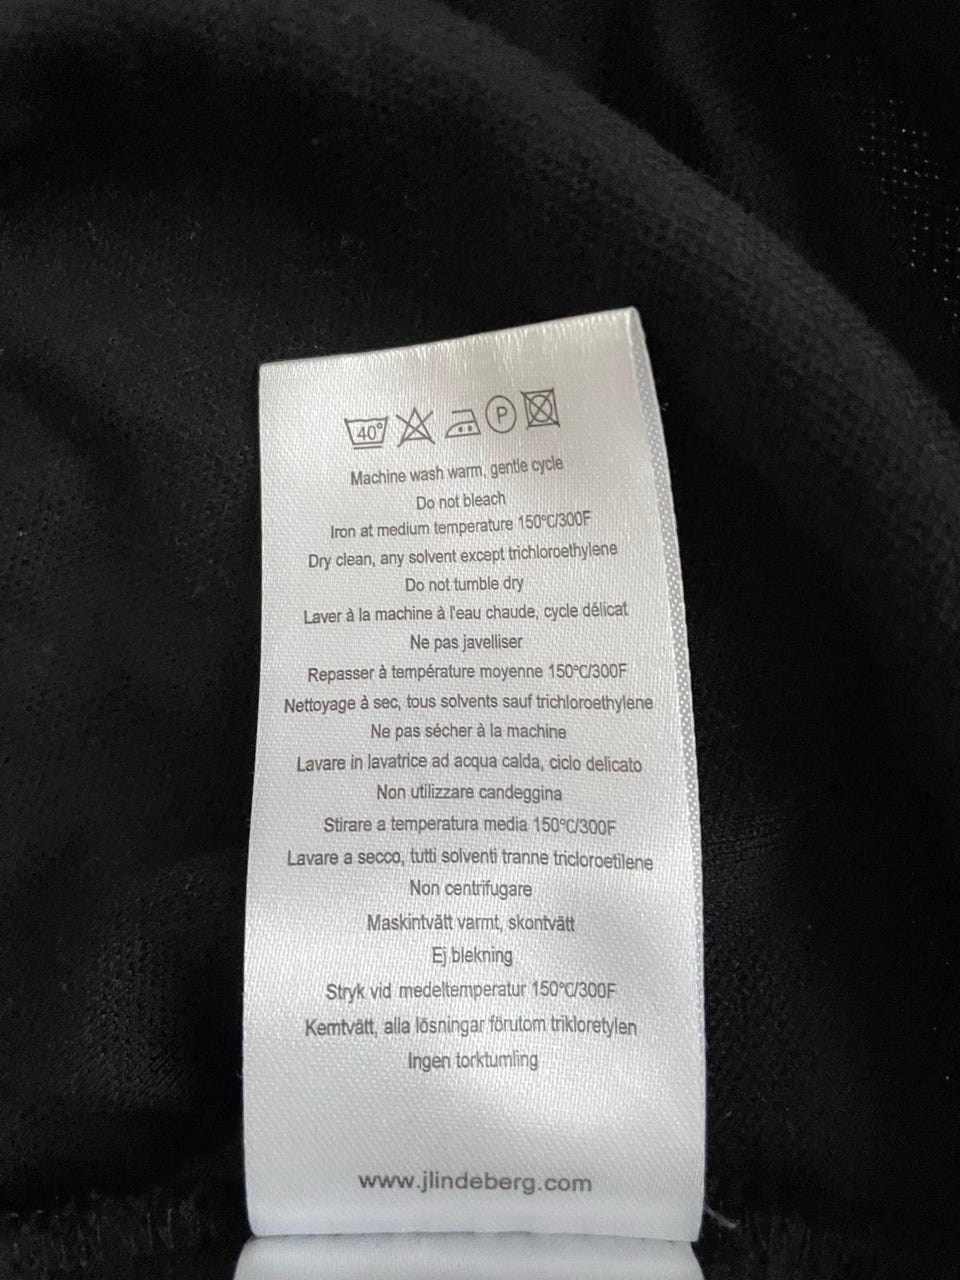 40° P
Machine wash warm, gentle cycle
Do not bleach
Iron at medium temperature 150°C/300F
Dry clean, any solvent except trichloroethylene
Do not tumble dry
Laver à la machine à l'eau chaude, cycle délicat
Ne pas javelliser
Repasser à température moyenne 150°C/300F
Nettoyage à sec, tous solvents sauf trichloroethylene
Ne pas sécher à la machine
Lavare in lavatrice ad acqua calda, ciclo delicato
Non utilizzare candeggina
Stirare a temperatura media 150°C/300F
Lavare a secco, tutti solventi tranne tricloroetilene
Non centrifugare
Maskintvätt varmt, skontvätt
Ej blekning
Stryk vid medeltemperatur 150°C/300F
Kemtvätt, alla lösningar förutom trikloretylen
Ingen torktumling
www.jlindeberg.com